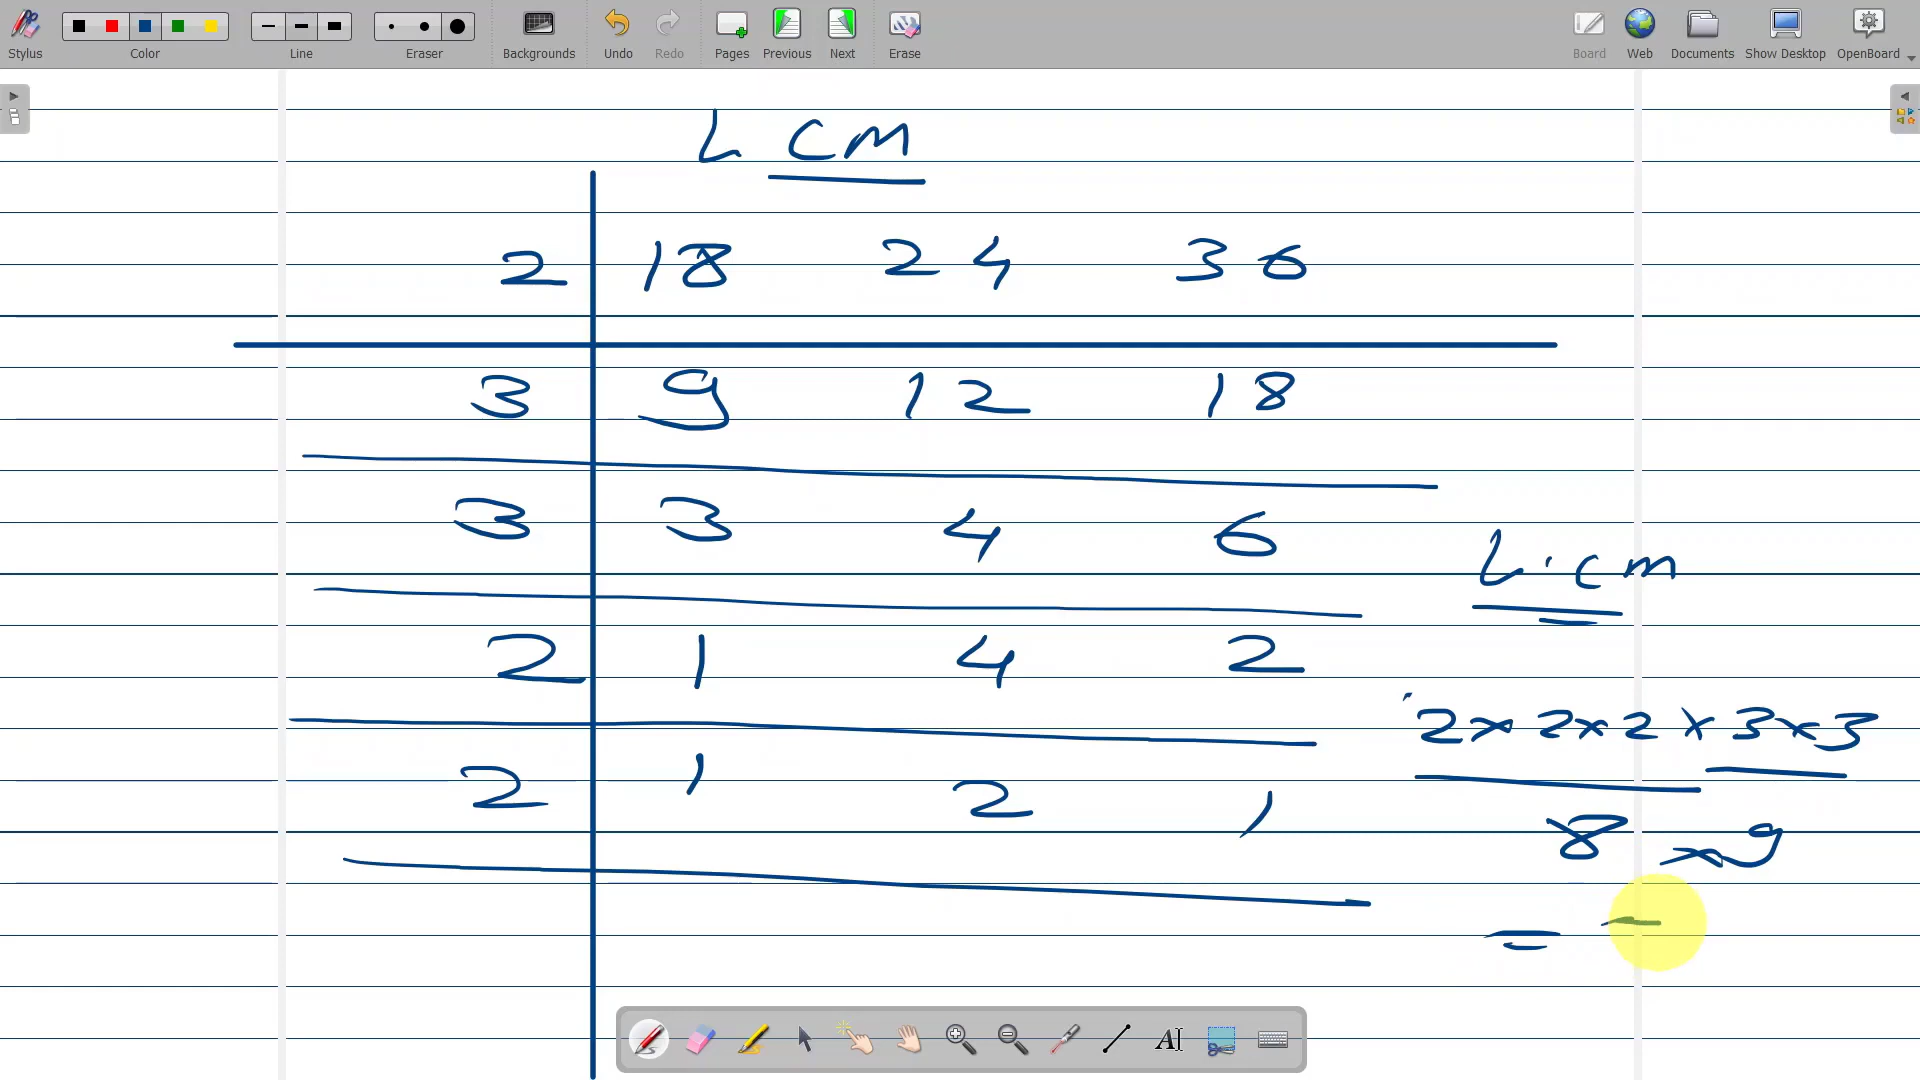 Stylus Color Line Eraser Backgrounds Undo Redo Pages Previous Next Erase Board Web Documents Show Desktop OpenBoard
L CM
2 18 24 36
3 9 12 18
3 3 4 6
L.cm
2 1 4 2
2×2×2×3×3
2 1 2 1
8 ×9
=